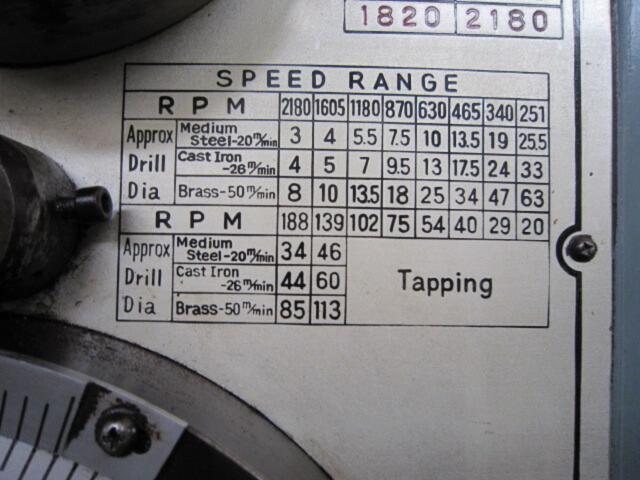 1820 2180
SPEED RANGE
RPM 2180 1605 1180 870 630 465 340 251
Approx Medium Steel-20m/min 3 4 5.5 7.5 10 13.5 19 25.5
Drill Cast Iron -26m/min 4 5 7 9.5 13 17.5 24 33
Dia Brass-50m/min 8 10 13.5 18 25 34 47 63
RPM 188 139 102 75 54 40 29 20
Approx Medium Steel-20m/min 34 46
Drill Cast Iron -26m/min 44 60 Tapping
Dia Brass-50m/min 85 113